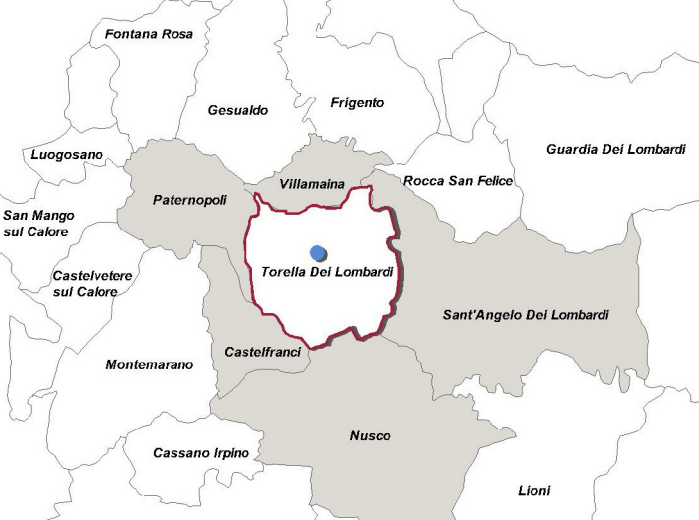 Fontana Rosa
Gesualdo
Frigento
Guardia Dei Lombardi
Luogosano
Villamaina
Rocca San Felice
Paternopoli
San Mango
sul Calore
Torella Dei Lombardi
Castelvetere
sul Calore
Sant'Angelo Dei Lombardi
Castelfranci
Montemarano
Nusco
Cassano Irpino
Lioni